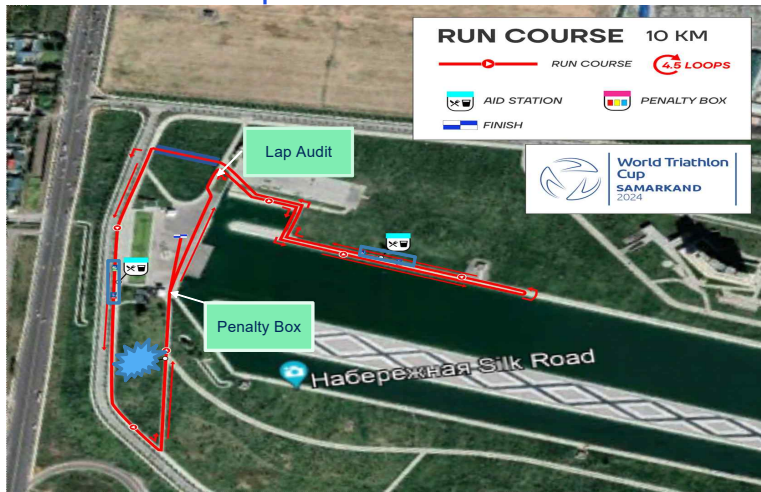 RUN COURSE 10 KM
RUN COURSE
4.5 LOOPS
AID STATION
PENALTY BOX
FINISH
World Triathlon
Cup
SAMARKAND
2024
Lap Audit
Penalty Box
Набережная Silk Road